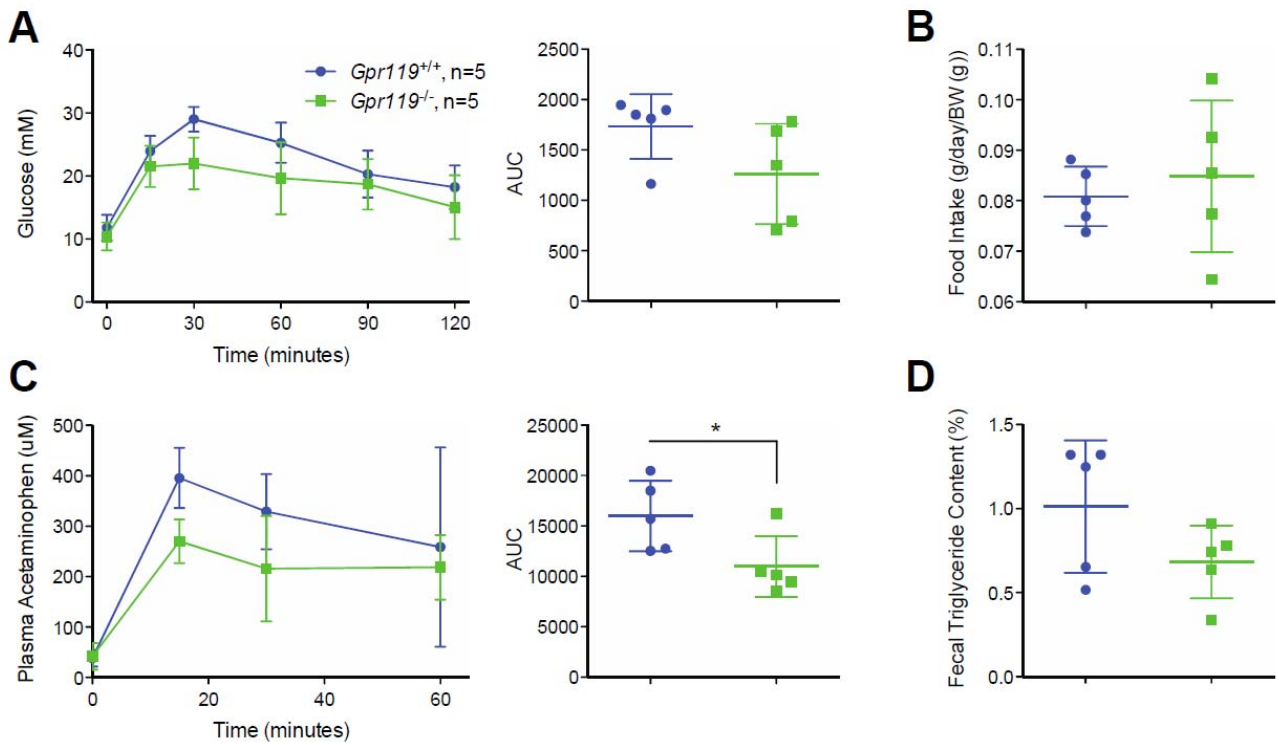 A
40
30
20
10
0
Glucose (mM)
0 30 60 90 120
Time (minutes)
Gpr119+/+, n=5
Gpr119-/-, n=5
2500
2000
1500
1000
500
0
AUC
B
0.11
0.10
0.09
0.08
0.07
0.06
Food Intake (g/day/BW (g))
C
500
400
300
200
100
0
Plasma Acetaminophen (uM)
0 20 40 60
Time (minutes)
25000
20000
15000
10000
5000
0
AUC
*
D
1.5
1.0
0.5
0.0
Fecal Triglyceride Content (%)